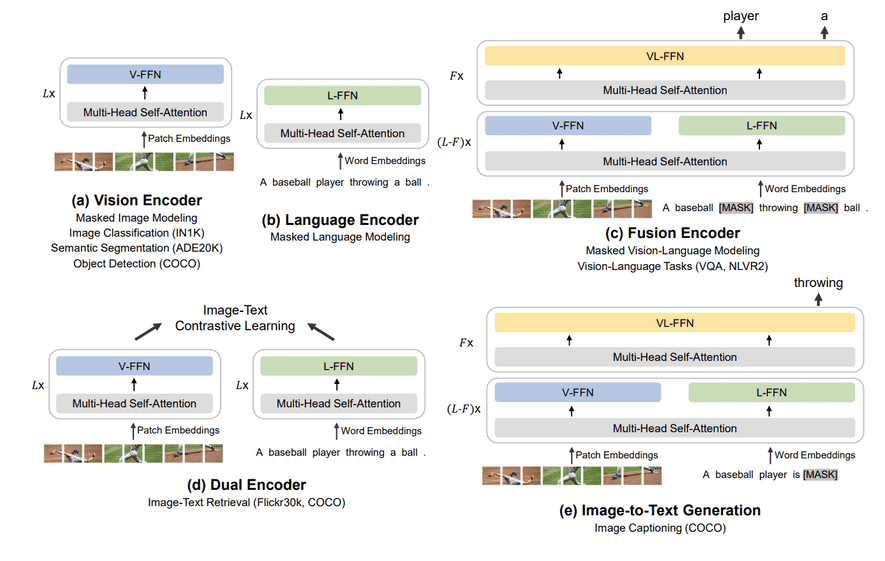 V-FFN
Lx
Multi-Head Self-Attention
Patch Embeddings
(a) Vision Encoder
Masked Image Modeling
Image Classification (IN1K)
Semantic Segmentation (ADE20K)
Object Detection (COCO)
L-FFN
Lx
Multi-Head Self-Attention
Word Embeddings
A baseball player throwing a ball .
(b) Language Encoder
Masked Language Modeling
player a
VL-FFN
Fx
Multi-Head Self-Attention
V-FFN L-FFN
(L-F)x
Multi-Head Self-Attention
Patch Embeddings Word Embeddings
A baseball [MASK] throwing [MASK] ball .
(c) Fusion Encoder
Masked Vision-Language Modeling
Vision-Language Tasks (VQA, NLVR2)
Image-Text
Contrastive Learning
V-FFN L-FFN
Lx Lx
Multi-Head Self-Attention Multi-Head Self-Attention
Patch Embeddings Word Embeddings
A baseball player throwing a ball .
(d) Dual Encoder
Image-Text Retrieval (Flickr30k, COCO)
throwing
VL-FFN
Fx
Multi-Head Self-Attention
V-FFN L-FFN
(L-F)x
Multi-Head Self-Attention
Patch Embeddings Word Embeddings
A baseball player is [MASK]
(e) Image-to-Text Generation
Image Captioning (COCO)